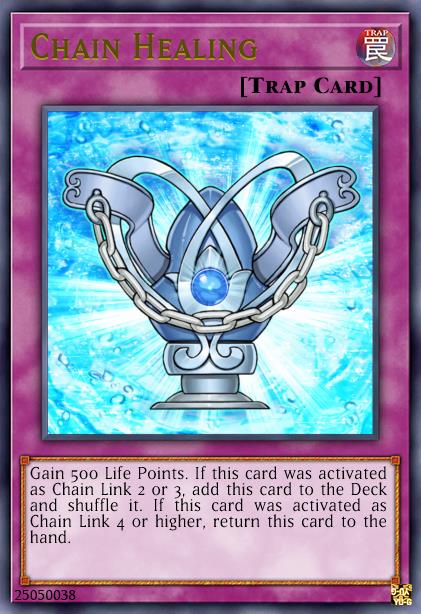 Chain Healing
TRAP
罠
[Trap Card]
Gain 500 Life Points. If this card was activated
as Chain Link 2 or 3, add this card to the Deck
and shuffle it. If this card was activated as
Chain Link 4 or higher, return this card to the
hand.
25050038